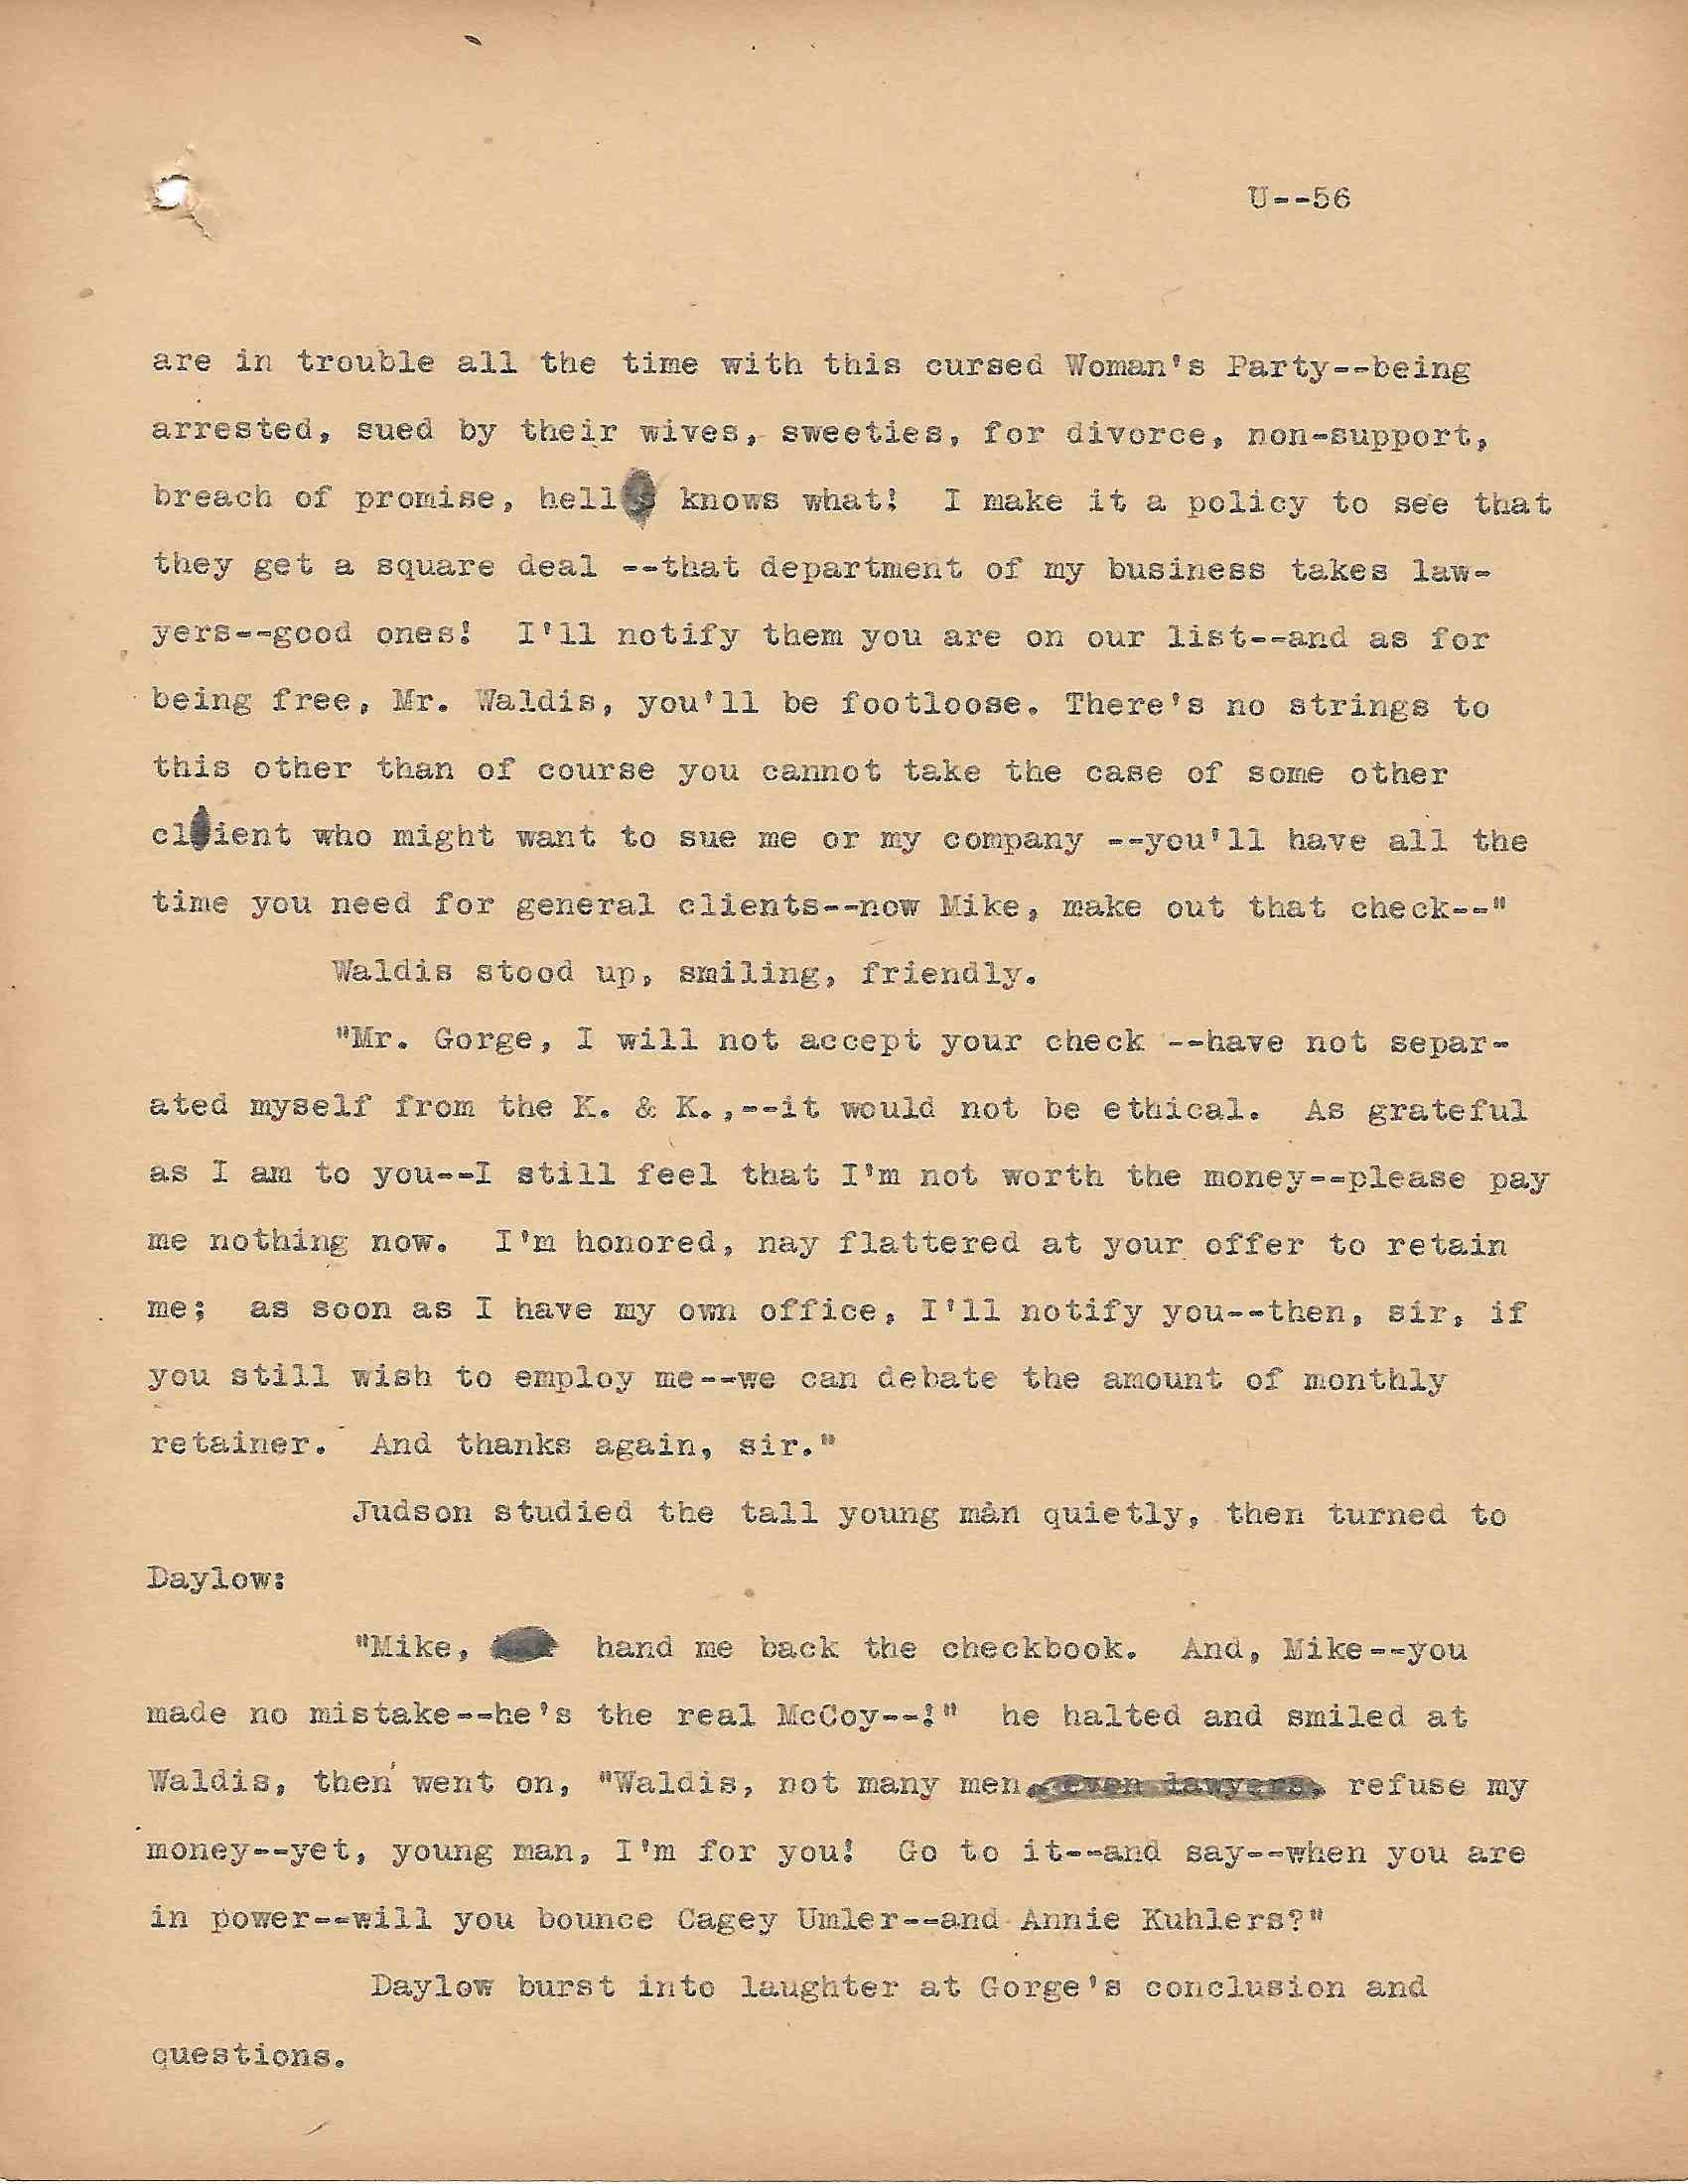 U--56
are in trouble all the time with this cursed Woman's Party--being
arrested, sued by their wives, sweeties, for divorce, non-support,
breach of promise, hell knows what!  I make it a policy to see that
they get a square deal --that department of my business takes law-
yers--good ones!  I'll notify them you are on our list--and as for
being free, Mr. Waldis, you'll be footloose. There's no strings to
this other than of course you cannot take the case of some other
client who might want to sue me or my company --you'll have all the
time you need for general clients--now Mike, make out that check--"
Waldis stood up, smiling, friendly.
"Mr. Gorge, I will not accept your check --have not separ-
ated myself from the K. & K.,--it would not be ethical.  As grateful
as I am to you--I still feel that I'm not worth the money--please pay
me nothing now.  I'm honored, nay flattered at your offer to retain
me;  as soon as I have my own office, I'll notify you--then, sir, if
you still wish to employ me--we can debate the amount of monthly
retainer.  And thanks again, sir."
Judson studied the tall young man quietly, then turned to
Daylow:
"Mike, hand me back the checkbook.  And, Mike--you
made no mistake--he's the real McCoy--!"  he halted and smiled at
Waldis, then went on, "Waldis, not many men, even lawyers, refuse my
money--yet, young man, I'm for you!  Go to it--and say--when you are
in power--will you bounce Cagey Umler--and Annie Kuhlers?"
Daylow burst into laughter at Gorge's conclusion and
questions.